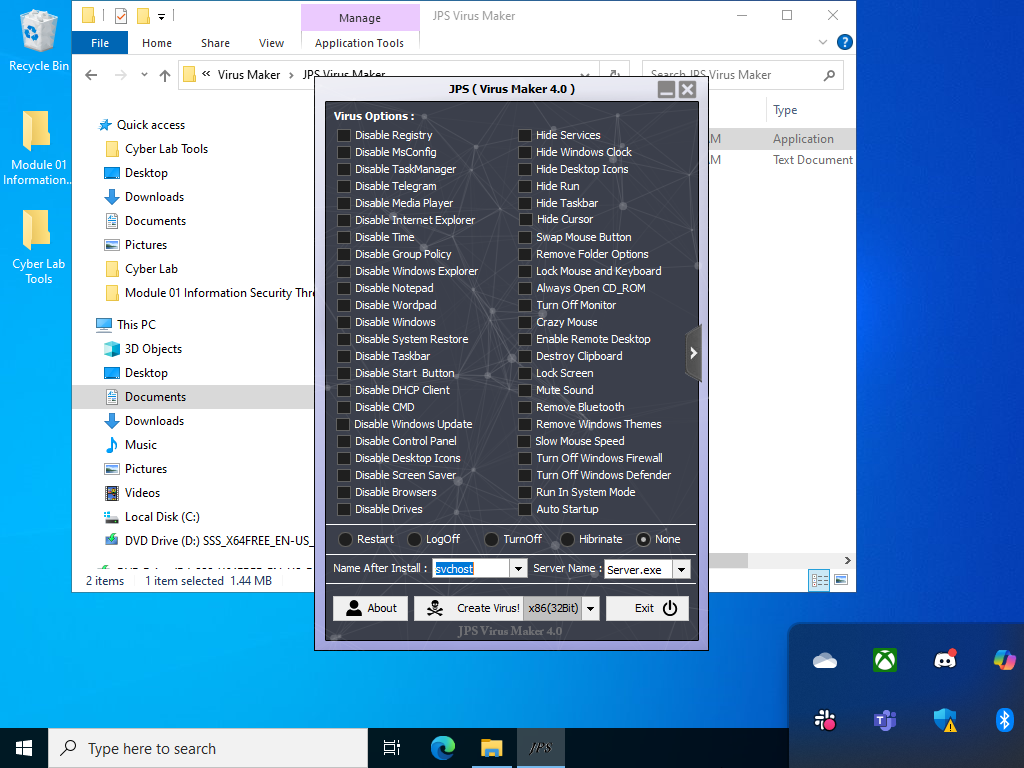 Recycle Bin
Module 01
Information...
Cyber Lab
Tools
Manage
JPS Virus Maker
File
Home
Share
View
Application Tools
?
« Virus Maker › JPS Virus Maker
Search JPS Virus Maker
Type
Quick access
Cyber Lab Tools
Desktop
Downloads
Documents
Pictures
Cyber Lab
Module 01 Information Security Thr
This PC
3D Objects
Desktop
Documents
Downloads
Music
Pictures
Videos
Local Disk (C:)
DVD Drive (D:) SSS_X64FREE_EN-US_
DVD Drive (D:) SSS_X64FREE_EN-US_D
M Application
M Text Document
2 items
1 item selected 1.44 MB
JPS ( Virus Maker 4.0 )
Virus Options :
Disable Registry
Disable MsConfig
Disable TaskManager
Disable Telegram
Disable Media Player
Disable Internet Explorer
Disable Time
Disable Group Policy
Disable Windows Explorer
Disable Notepad
Disable Wordpad
Disable Windows
Disable System Restore
Disable Taskbar
Disable Start Button
Disable DHCP Client
Disable CMD
Disable Windows Update
Disable Control Panel
Disable Desktop Icons
Disable Screen Saver
Disable Browsers
Disable Drives
Hide Services
Hide Windows Clock
Hide Desktop Icons
Hide Run
Hide Taskbar
Hide Cursor
Swap Mouse Button
Remove Folder Options
Lock Mouse and Keyboard
Always Open CD_ROM
Turn Off Monitor
Crazy Mouse
Enable Remote Desktop
Destroy Clipboard
Lock Screen
Mute Sound
Remove Bluetooth
Remove Windows Themes
Slow Mouse Speed
Turn Off Windows Firewall
Turn Off Windows Defender
Run In System Mode
Auto Startup
Restart
LogOff
TurnOff
Hibrinate
None
Name After Install :
svchost
Server Name :
Server.exe
About
Create Virus!
x86(32Bit)
Exit
JPS Virus Maker 4.0
Type here to search
JPS